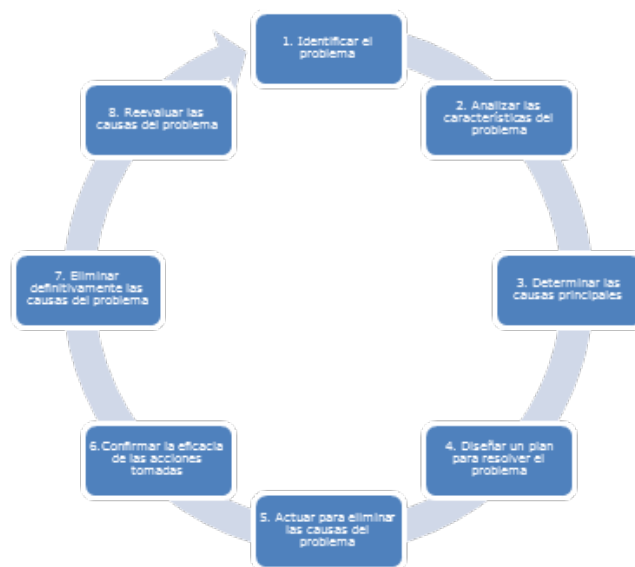 1. Identificar el
problema
2. Analizar las
características del
problema
3. Determinar las
causas principales
4. Diseñar un plan
para resolver el
problema
5. Actuar para eliminar
las causas del
problema
6.Confirmar la eficacia
de las acciones
tomadas
7. Eliminar
definitivamente las
causas del problema
8. Reevaluar las
causas del problema